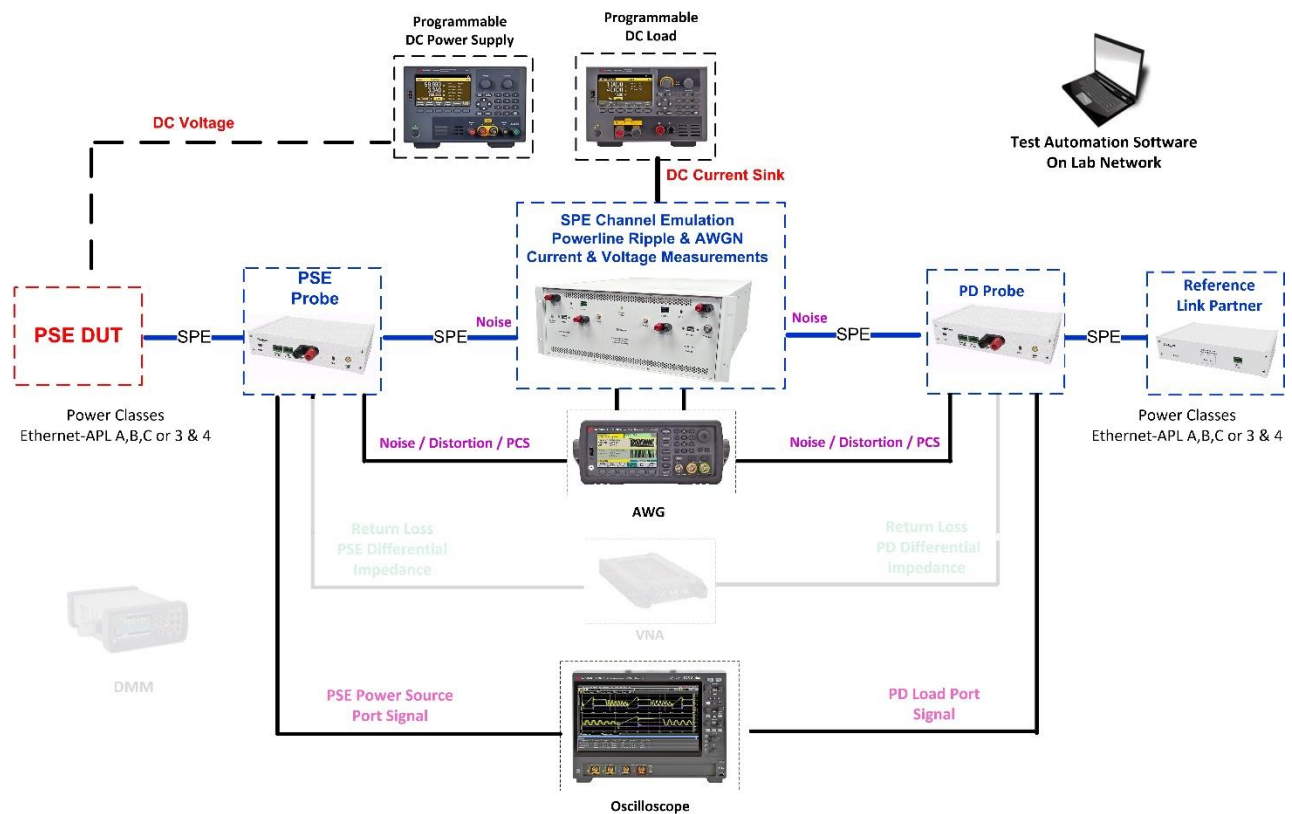 Programmable
DC Power Supply
Programmable
DC Load
DC Voltage
Test Automation Software
On Lab Network
DC Current Sink
SPE Channel Emulation
Powerline Ripple & AWGN
Current & Voltage Measurements
PSE
Probe
PD Probe
Reference
Link Partner
PSE DUT
SPE
SPE
Noise
Noise
SPE
SPE
Power Classes
Ethernet-APL A,B,C or 3 & 4
Power Classes
Ethernet-APL A,B,C or 3 & 4
Noise / Distortion / PCS
Noise / Distortion / PCS
AWG
Return Loss
PSE Differential
Impedance
Return Loss
PD Differential
Impedance
VNA
DMM
PSE Power Source
Port Signal
PD Load Port
Signal
Oscilloscope